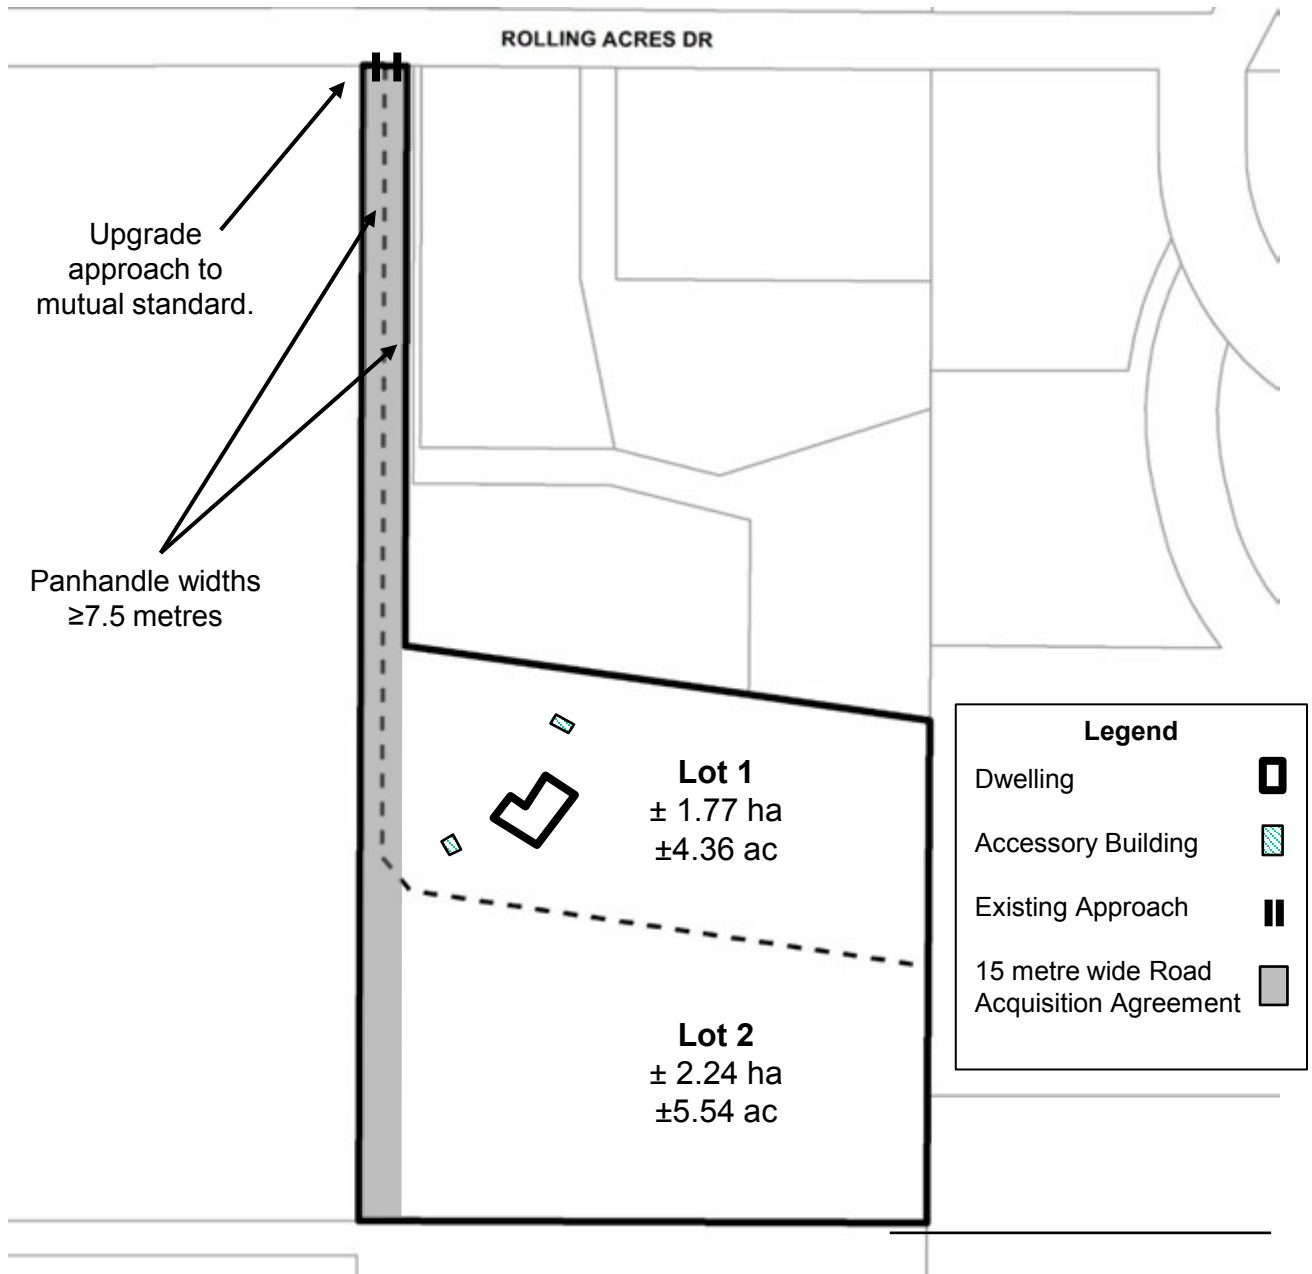 ROLLING ACRES DR
Upgrade
approach to
mutual standard.
Panhandle widths
≥7.5 metres
Lot 1
± 1.77 ha
±4.36 ac
Lot 2
± 2.24 ha
±5.54 ac
Legend
Dwelling
Accessory Building
Existing Approach
15 metre wide Road
Acquisition Agreement